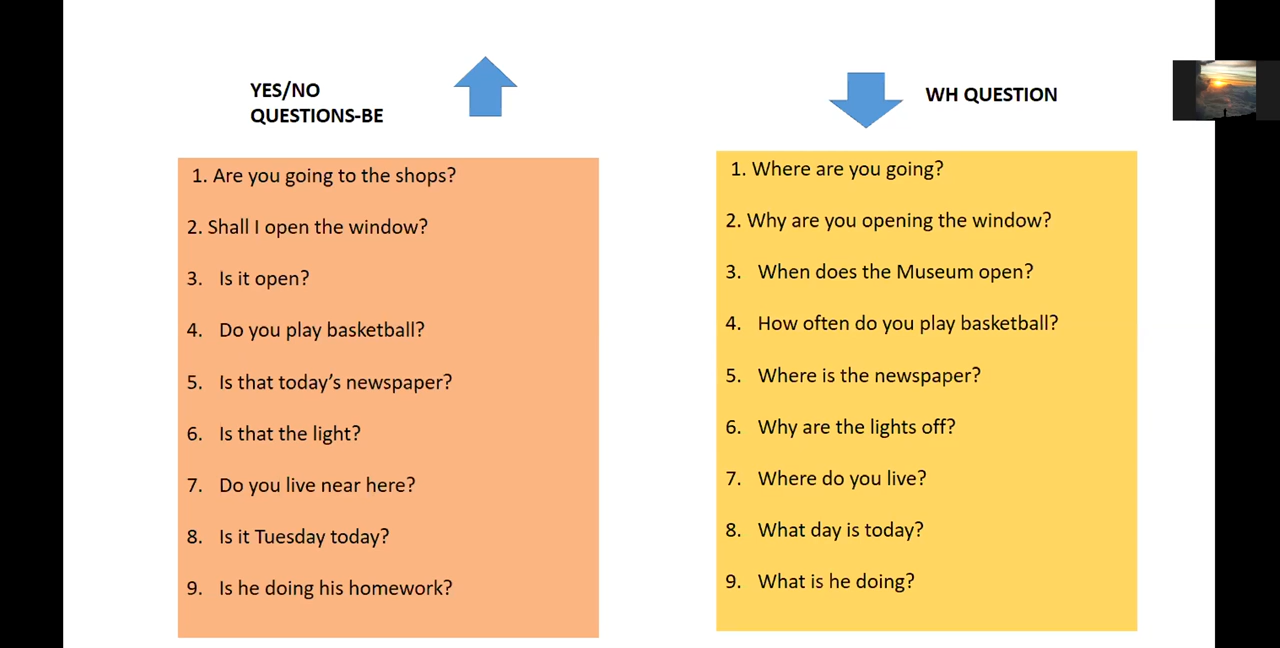 YES/NO
QUESTIONS-BE
1. Are you going to the shops?
2. Shall I open the window?
3. Is it open?
4. Do you play basketball?
5. Is that today’s newspaper?
6. Is that the light?
7. Do you live near here?
8. Is it Tuesday today?
9. Is he doing his homework?
WH QUESTION
1. Where are you going?
2. Why are you opening the window?
3. When does the Museum open?
4. How often do you play basketball?
5. Where is the newspaper?
6. Why are the lights off?
7. Where do you live?
8. What day is today?
9. What is he doing?